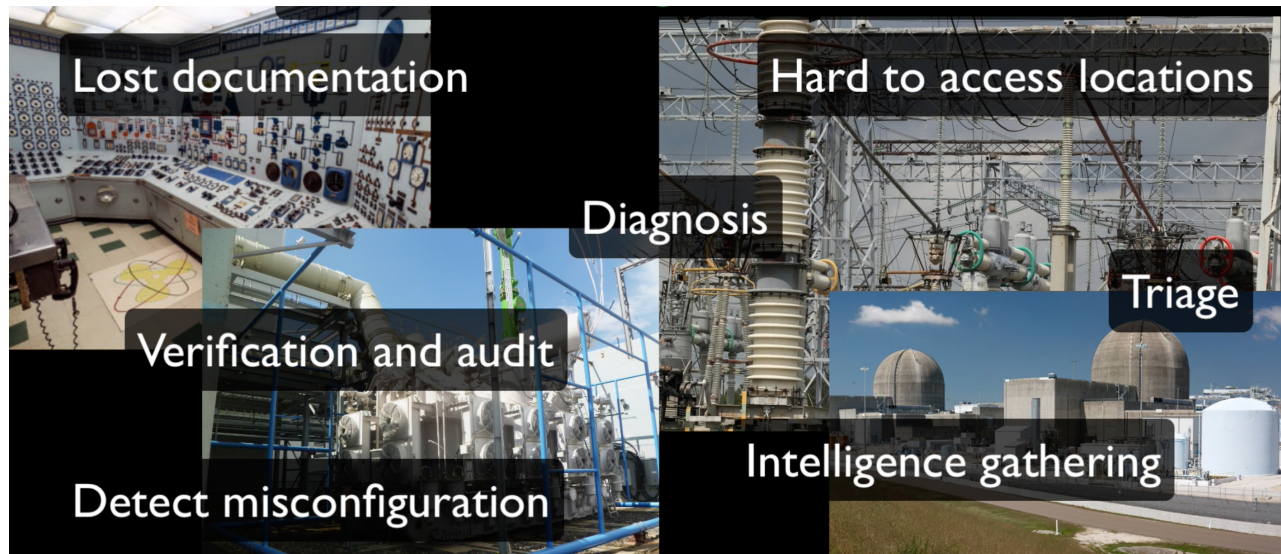 Lost documentation
Hard to access locations
Diagnosis
Triage
Verification and audit
Intelligence gathering
Detect misconfiguration